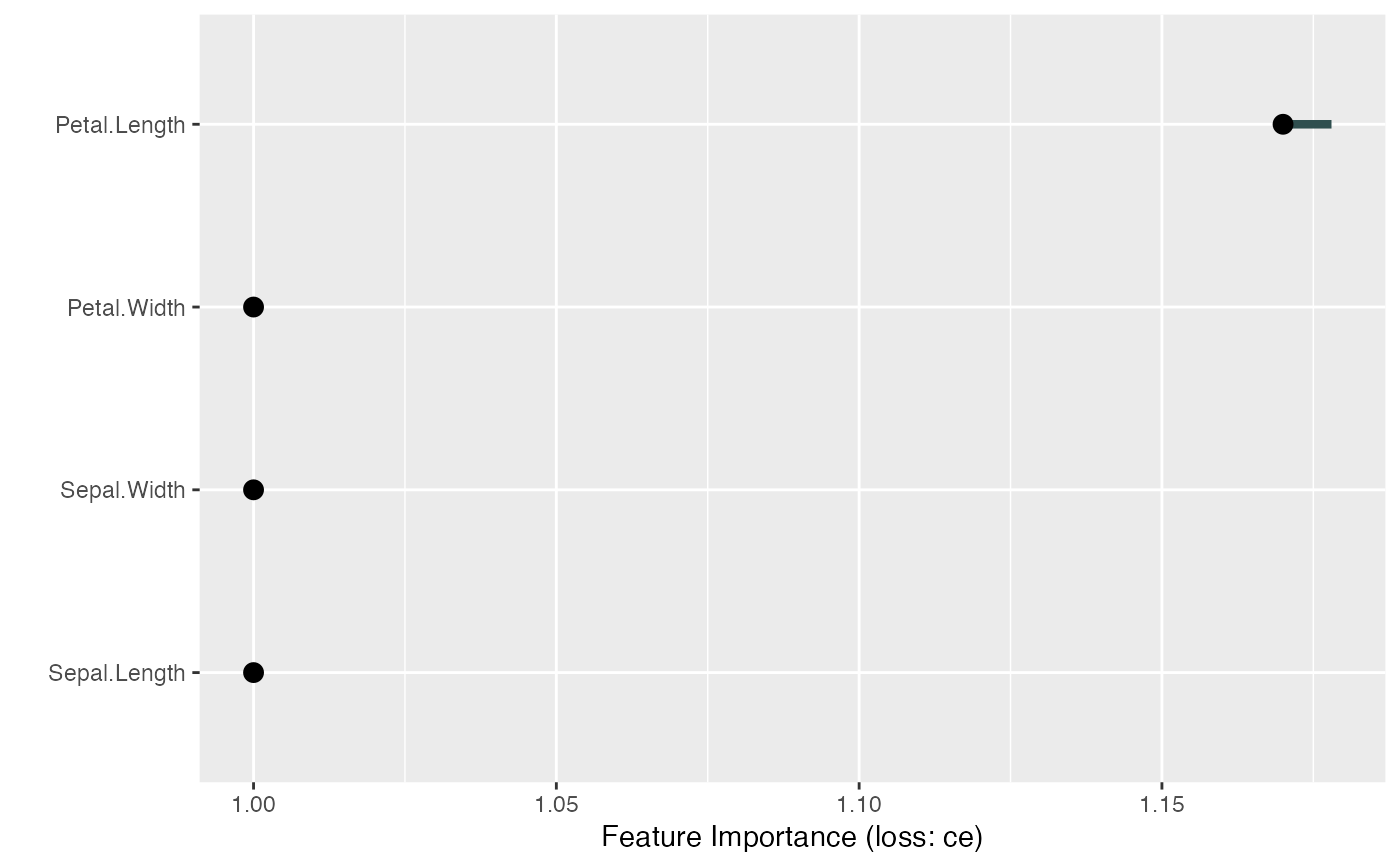 Petal.Length
Petal.Width
Sepal.Width
Sepal.Length
1.00 1.05 1.10 1.15
Feature Importance (loss: ce)